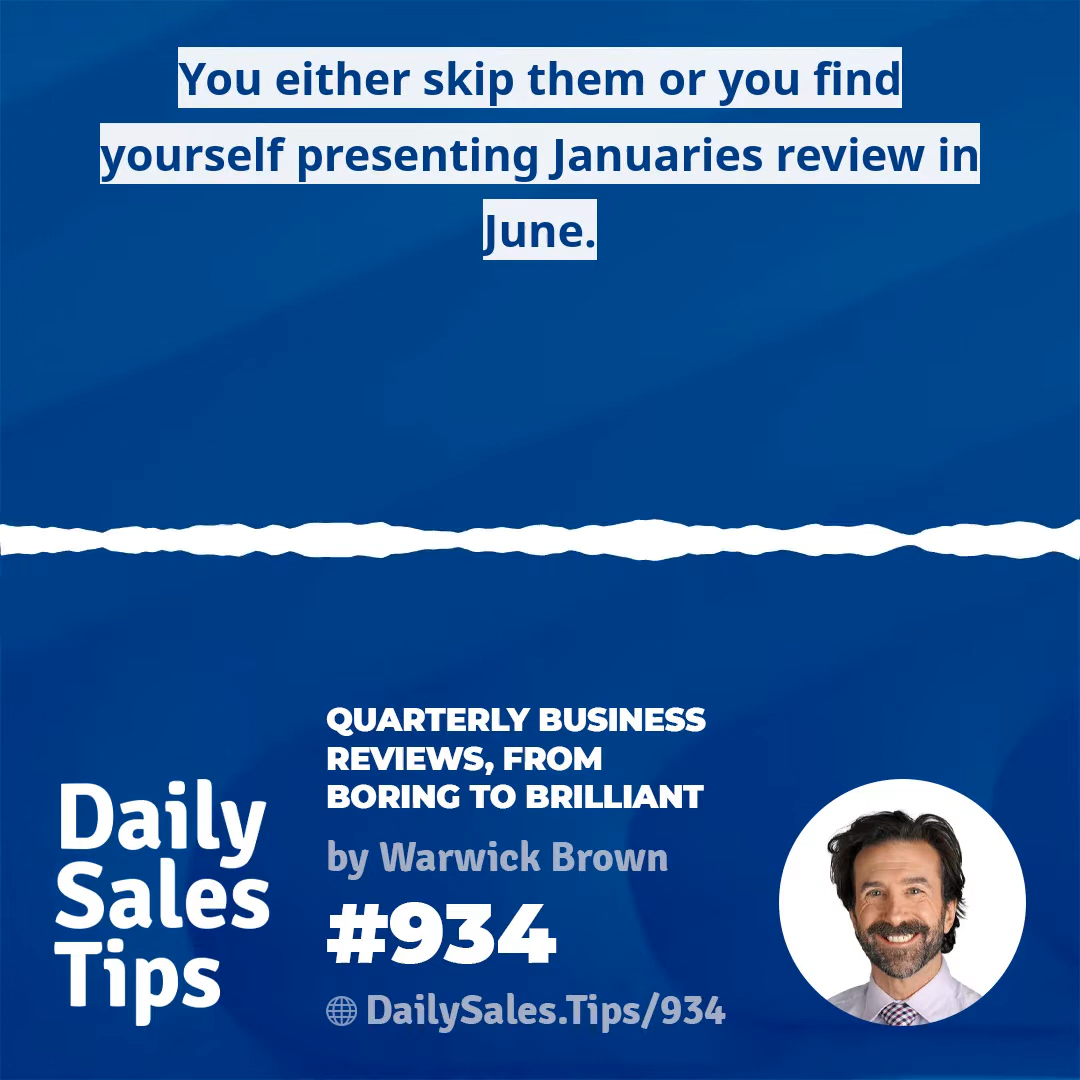 You either skip them or you find
yourself presenting Januaries review in
June.
QUARTERLY BUSINESS
REVIEWS, FROM
BORING TO BRILLIANT
by Warwick Brown
#934
DailySales.Tips/934
Daily
Sales
Tips